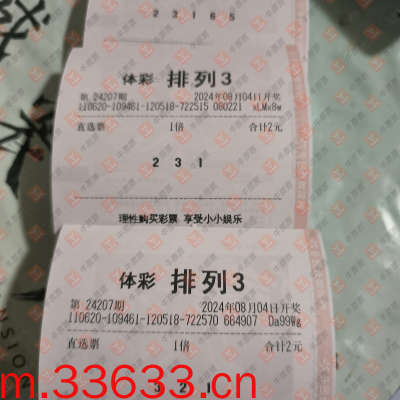 2 3 1 6 5
体彩 排列3
第 24207期 2024年08月04日开奖
110620-109461-120518-722515 060221 xLMw8w
直选票 1倍 合计2元
2 3 1
理性购买彩票 享受小小娱乐
体彩 排列3
第 24207期 2024年08月04日开奖
110620-109461-120518-722570 664907 Da99Wg
直选票 1倍 合计2元
3 2 1
m.33633.cn